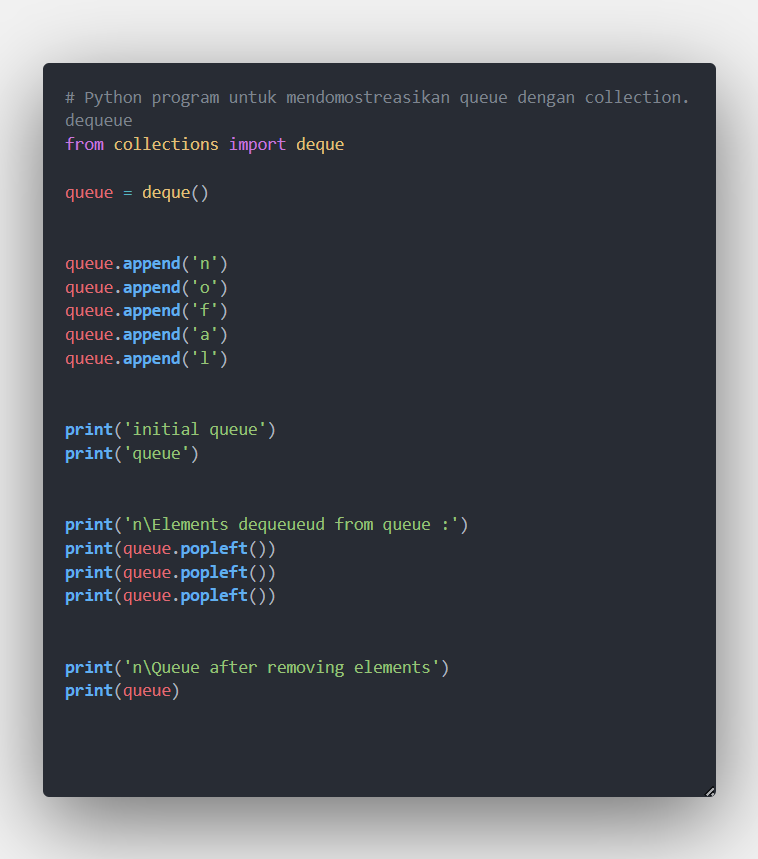 # Python program untuk mendomostreasikan queue dengan collection.
dequeue
from collections import deque
queue = deque()
queue.append('n')
queue.append('o')
queue.append('f')
queue.append('a')
queue.append('l')
print('initial queue')
print('queue')
print('n\Elements dequeueud from queue :')
print(queue.popleft())
print(queue.popleft())
print(queue.popleft())
print('n\Queue after removing elements')
print(queue)